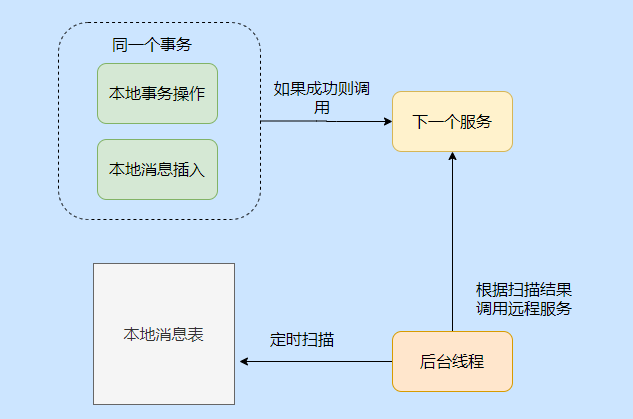 同一个事务
本地事务操作
本地消息插入
如果成功则调
用
下一个服务
本地消息表
定时扫描
根据扫描结果
调用远程服务
后台线程